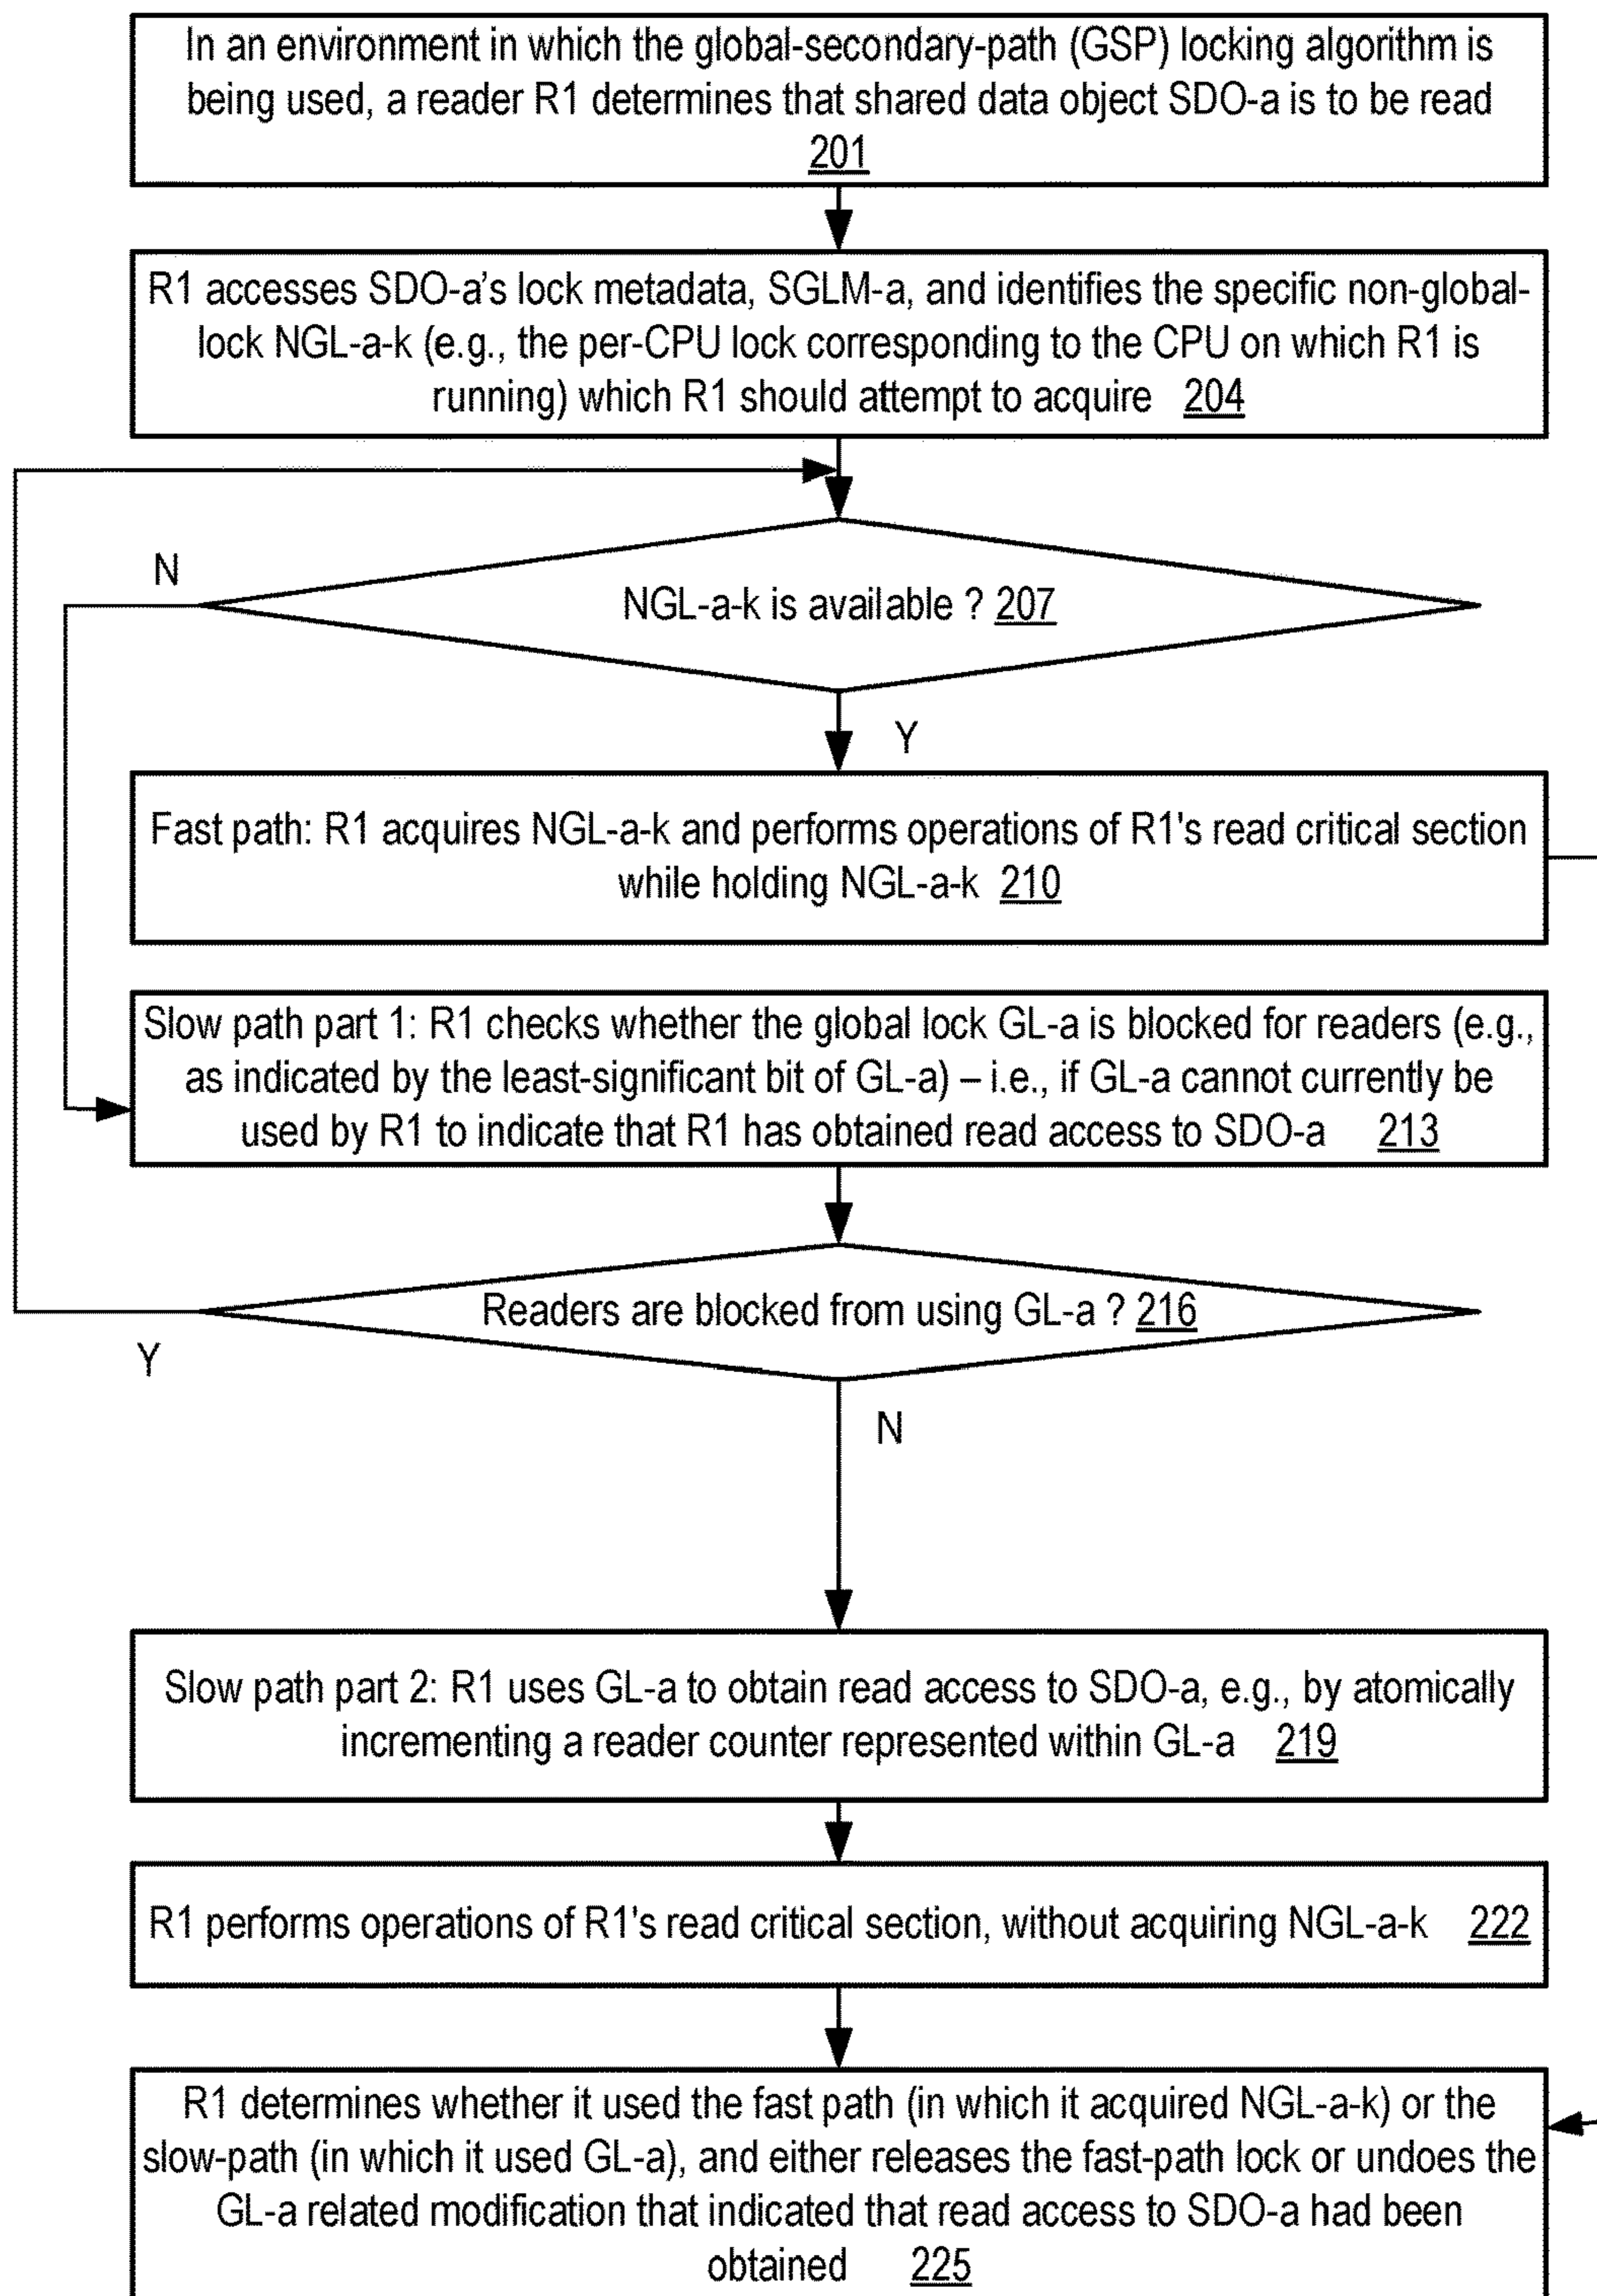 In an environment in which the global-secondary-path (GSP) locking algorithm is
being used, a reader R1 determines that shared data object SDO-a is to be read
201
R1 accesses SDO-a's lock metadata, SGLM-a, and identifies the specific non-global-
lock NGL-a-k (e.g., the per-CPU lock corresponding to the CPU on which R1 is
running) which R1 should attempt to acquire 204
N
NGL-a-k is available ? 207
Y
Fast path: R1 acquires NGL-a-k and performs operations of R1's read critical section
while holding NGL-a-k 210
Slow path part 1: R1 checks whether the global lock GL-a is blocked for readers (e.g.,
as indicated by the least-significant bit of GL-a) – i.e., if GL-a cannot currently be
used by R1 to indicate that R1 has obtained read access to SDO-a 213
Readers are blocked from using GL-a ? 216
Y
N
Slow path part 2: R1 uses GL-a to obtain read access to SDO-a, e.g., by atomically
incrementing a reader counter represented within GL-a 219
R1 performs operations of R1's read critical section, without acquiring NGL-a-k 222
R1 determines whether it used the fast path (in which it acquired NGL-a-k) or the
slow-path (in which it used GL-a), and either releases the fast-path lock or undoes the
GL-a related modification that indicated that read access to SDO-a had been
obtained 225